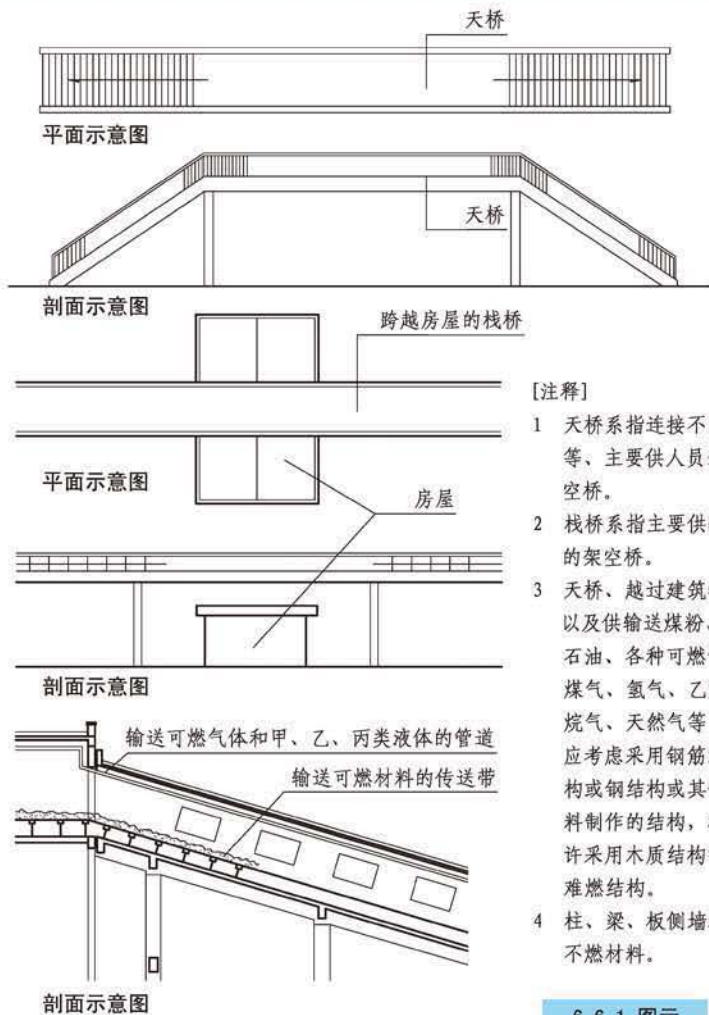 天桥
平面示意图
天桥
剖面示意图
跨越房屋的栈桥
平面示意图
房屋
剖面示意图
输送可燃气体和甲、乙、丙类液体的管道
输送可燃材料的传送带
剖面示意图
[注释]
1 天桥系指连接不
等、主要供人员
空桥。
2 栈桥系指主要供
的架空桥。
3 天桥、越过建筑
以及供输送煤粉、
石油、各种可燃
煤气、氢气、乙
烷气、天然气等
应考虑采用钢筋
构或钢结构或其
料制作的结构，
许采用木质结构
难燃结构。
4 柱、梁、板侧墙
不燃材料。
6.6.1 图示